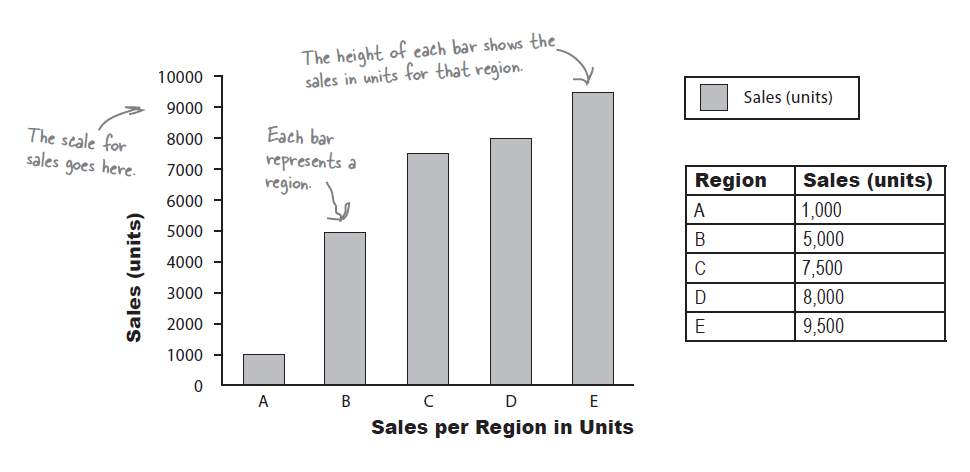 The height of each bar shows the
sales in units for that region.
The scale for
sales goes here.
Each bar
represents a
region.
Sales (units)
10000
9000
8000
7000
6000
5000
4000
3000
2000
1000
0
A B C D E
Sales per Region in Units
Sales (units)
Region Sales (units)
A 1,000
B 5,000
C 7,500
D 8,000
E 9,500